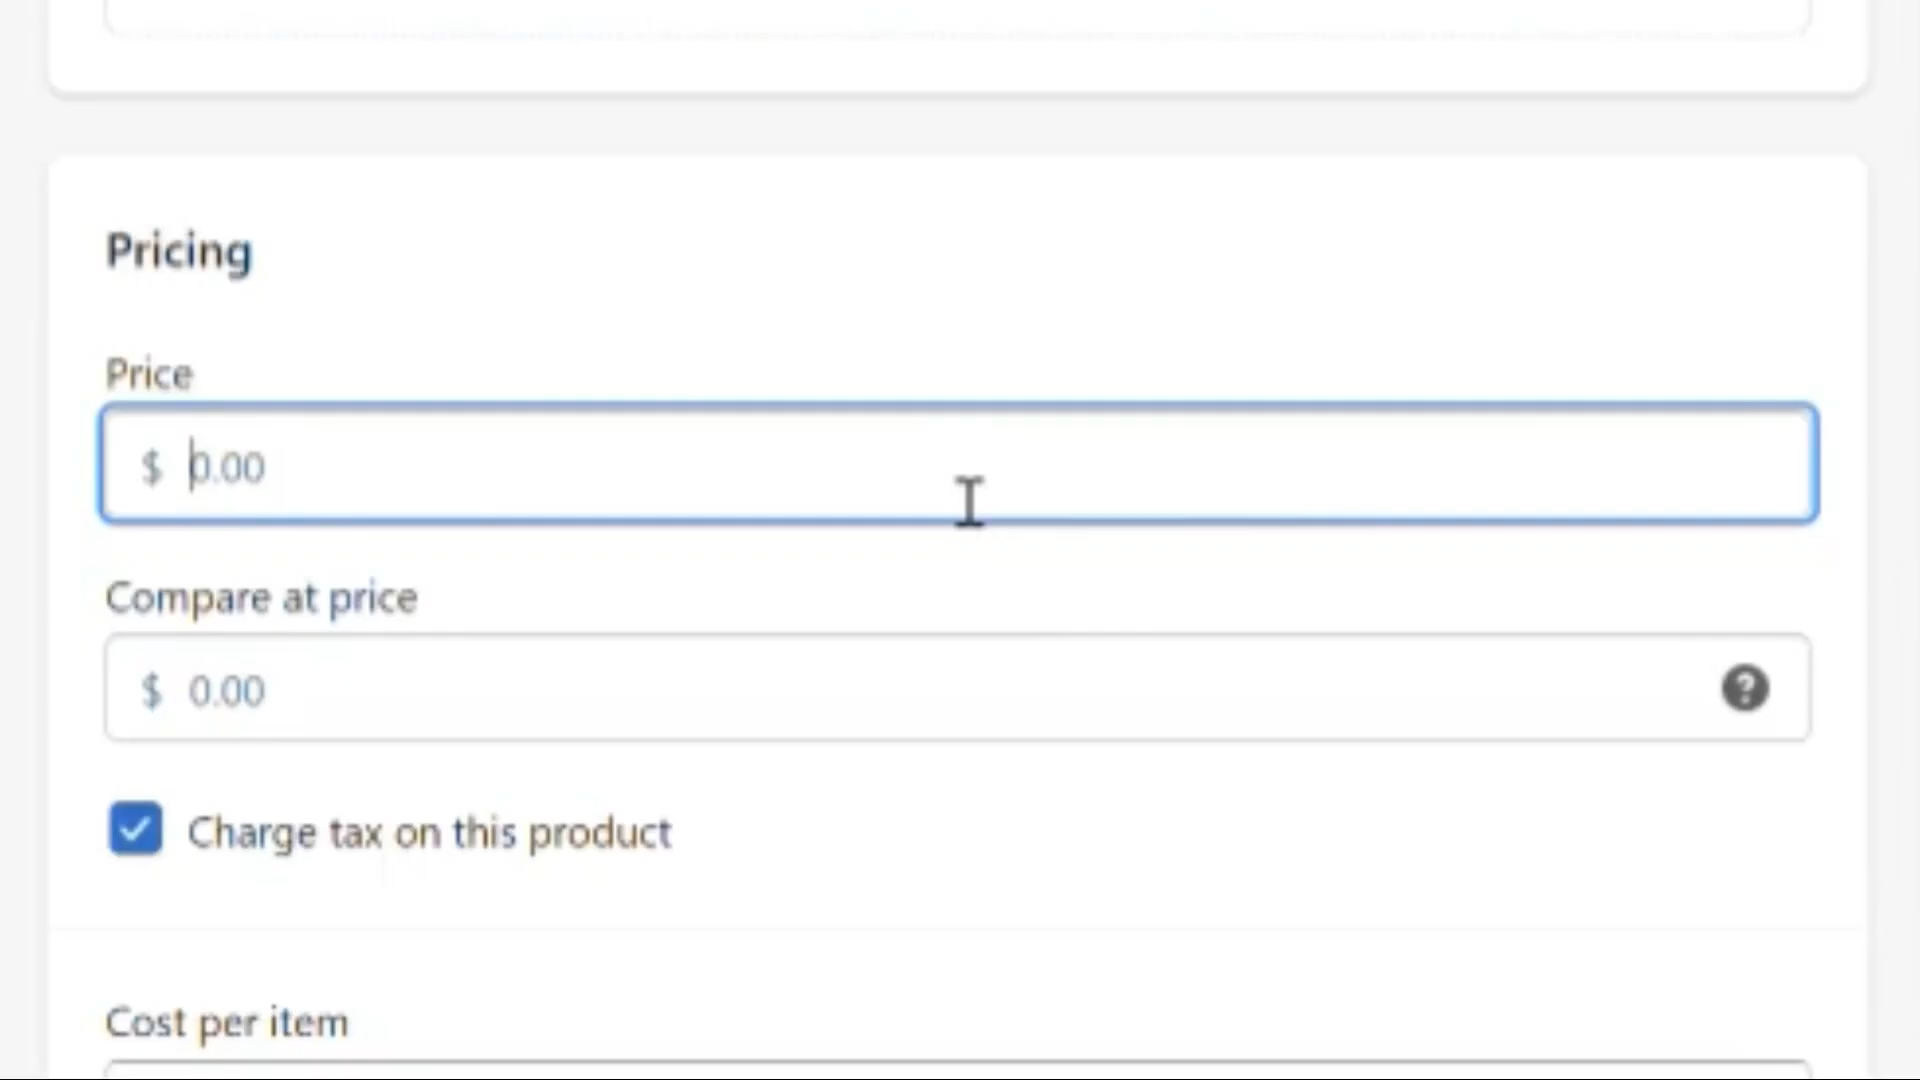 Pricing
Price
$ 0.00
Compare at price
$ 0.00
?
Charge tax on this product
Cost per item